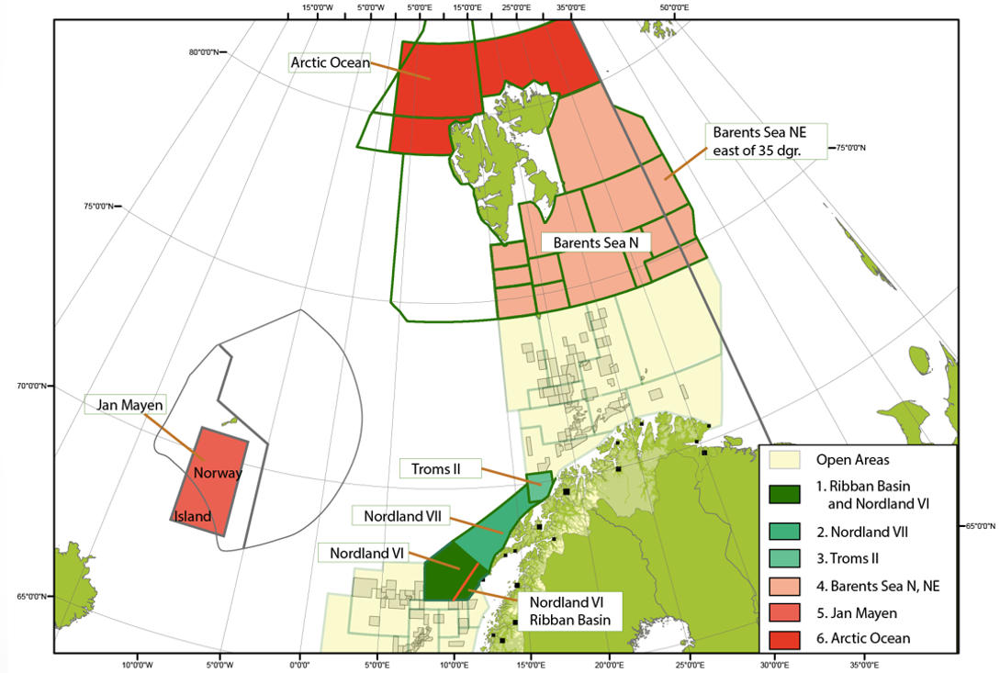 15°0'0"W
5°0'0"W
5°0'0"E
15°0'0"E
25°0'0"E
35°0'0"E
50°0'0"E
80°0'0"N
Arctic Ocean
Barents Sea NE
east of 35 dgr.
75°0'0"N
75°0'0"N
Barents Sea N
70°0'0"N
Jan Mayen
Norway
Island
Troms II
Nordland VII
Nordland VI
Nordland VI
Ribban Basin
65°0'0"N
65°0'0"N
Open Areas
1. Ribban Basin
and Nordland VI
2. Nordland VII
3. Troms II
4. Barents Sea N, NE
5. Jan Mayen
6. Arctic Ocean
10°0'0"W
5°0'0"W
0°0'0"
5°0'0"E
10°0'0"E
15°0'0"E
20°0'0"E
25°0'0"E
30°0'0"E
35°0'0"E